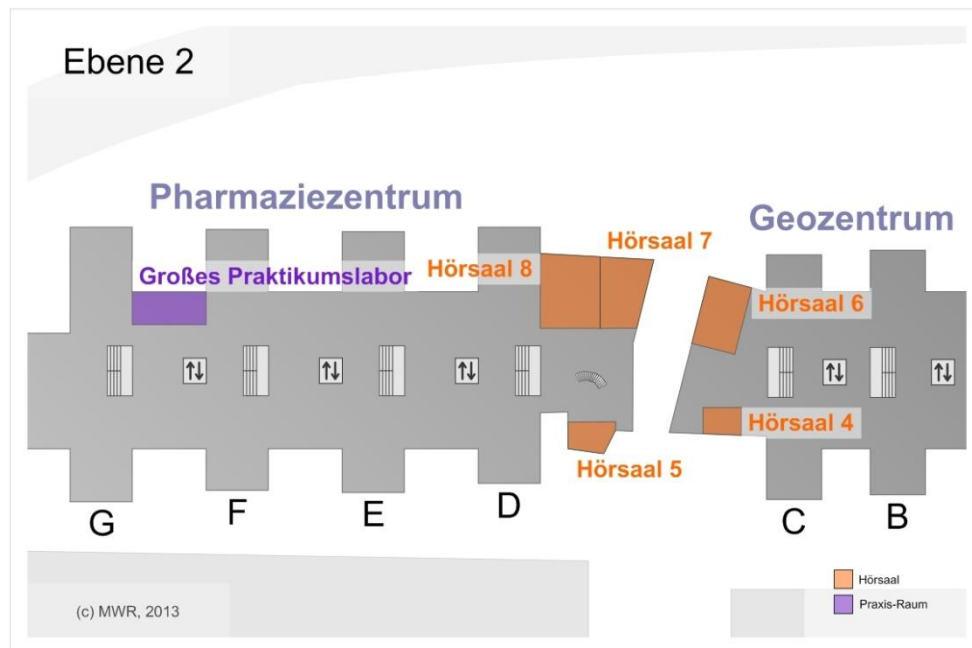 Ebene 2
Pharmaziezentrum
Geozentrum
Hörsaal 7
Hörsaal 8
Großes Praktikumslabor
Hörsaal 6
Hörsaal 4
Hörsaal 5
G
F
E
D
C
B
Hörsaal
Praxis-Raum
(c) MWR, 2013